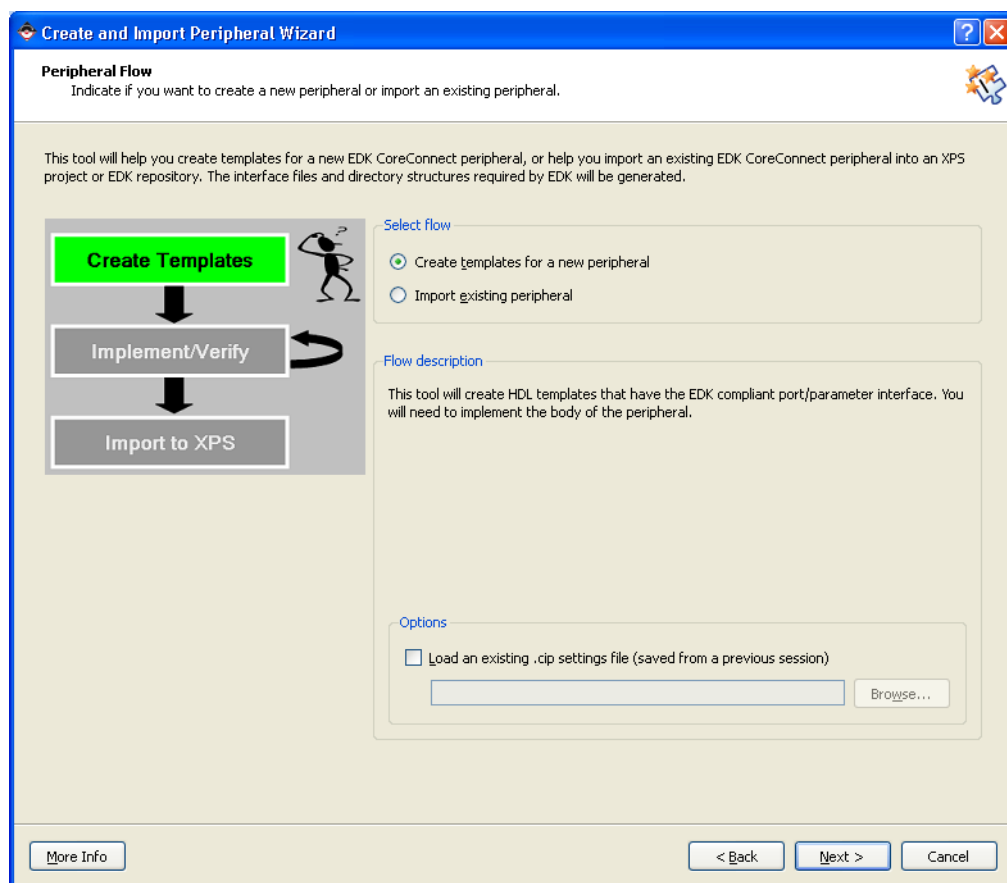 Create and Import Peripheral Wizard
Peripheral Flow
Indicate if you want to create a new peripheral or import an existing peripheral.
This tool will help you create templates for a new EDK CoreConnect peripheral, or help you import an existing EDK CoreConnect peripheral into an XPS
project or EDK repository. The interface files and directory structures required by EDK will be generated.
Create Templates
?
Implement/Verify
Import to XPS
Select flow
Create templates for a new peripheral
Import existing peripheral
Flow description
This tool will create HDL templates that have the EDK compliant port/parameter interface. You
will need to implement the body of the peripheral.
Options
Load an existing .cip settings file (saved from a previous session)
Browse...
More Info
< Back
Next >
Cancel